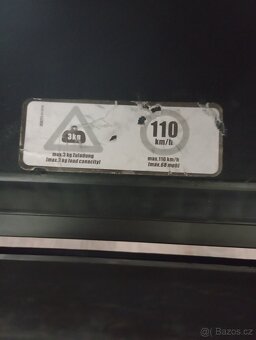 3kg
max.3 kg Zuladung
[max.3 kg load capacity]
110
km/h
max.110 km/h
[max.68 mph]
© Bazos.cz